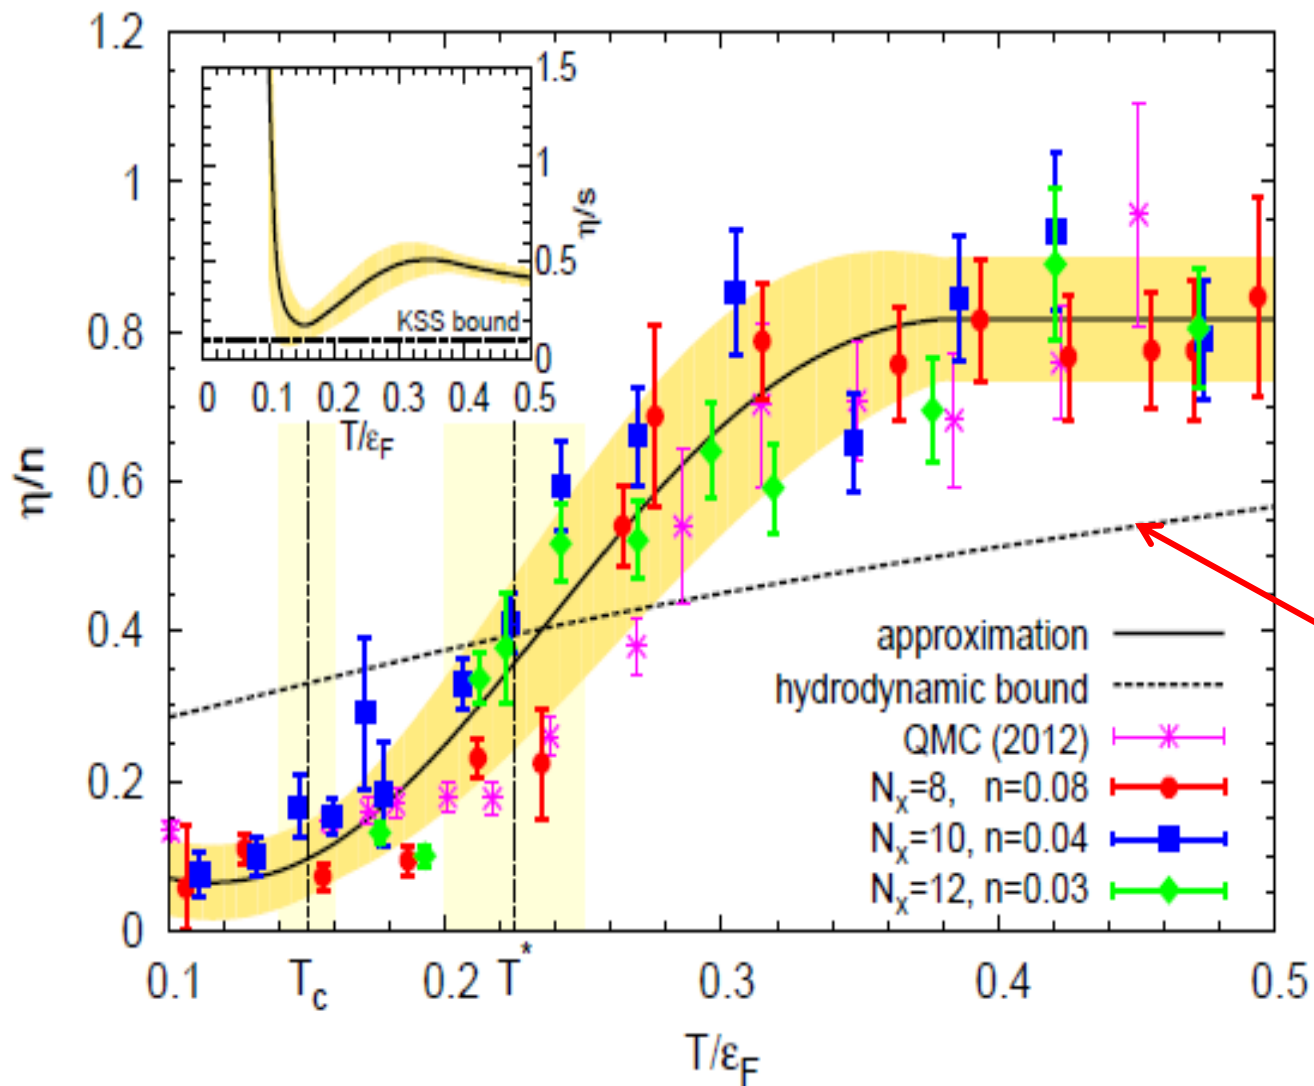 1.2
1
0.8
0.6
0.4
0.2
0
η/n
1.5
1
0.5
0
η/s
KSS bound
0 0.1 0.2 0.3 0.4 0.5
T/ε_F
approximation
hydrodynamic bound
QMC (2012)
N_x=8, n=0.08
N_x=10, n=0.04
N_x=12, n=0.03
0.1 T_c 0.2 T^* 0.3 0.4 0.5
T/ε_F